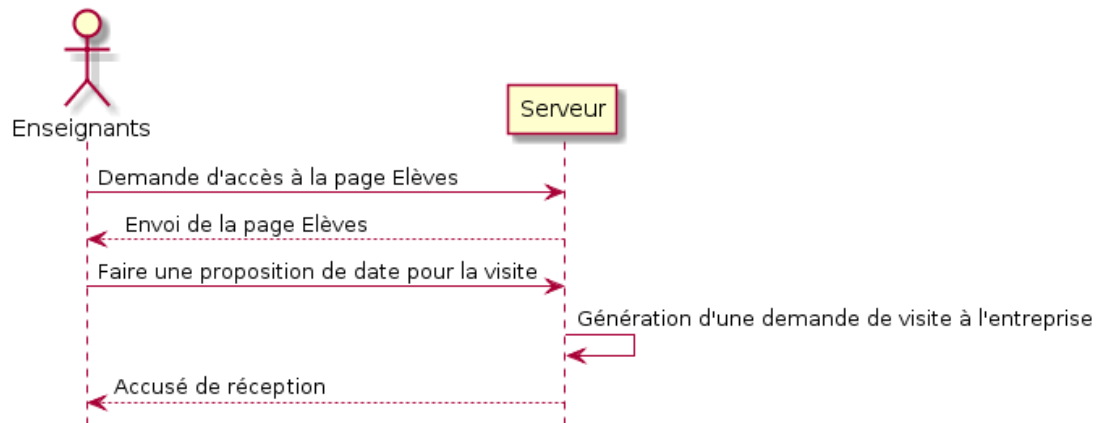 Enseignants
Serveur
Demande d'accès à la page Elèves
Envoi de la page Elèves
Faire une proposition de date pour la visite
Génération d'une demande de visite à l'entreprise
Accusé de réception